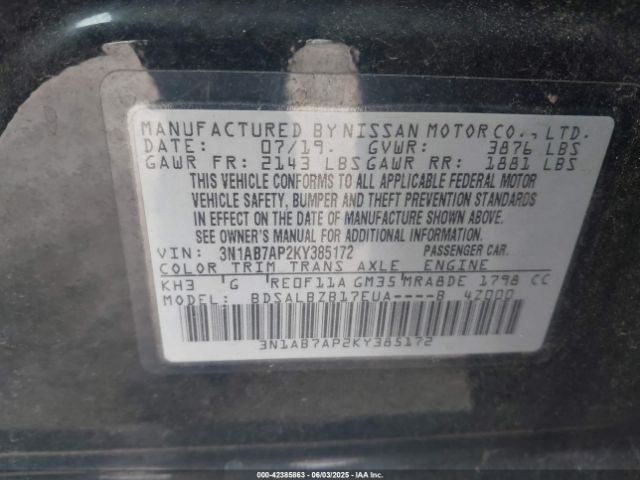 MANUFACTURED BY NISSAN MOTOR CO., LTD.
DATE: 07/19. GVWR: 3876 LBS
GAWR FR: 2143 LBS GAWR RR: 1881 LBS
THIS VEHICLE CONFORMS TO ALL APPLICABLE FEDERAL MOTOR
VEHICLE SAFETY, BUMPER AND THEFT PREVENTION STANDARDS
IN EFFECT ON THE DATE OF MANUFACTURE SHOWN ABOVE.
SEE OWNER'S MANUAL FOR ADDITIONAL INFORMATION.
VIN: 3N1AB7AP2KY385172 PASSENGER CAR.
COLOR TRIM TRANS AXLE ENGINE
KH3 G RE0F11A GM35 MRA8DE 1798 CC
MODEL: BDSALBZB17EUA----B 4Z000
3N1AB7AP2KY385172
000-42385863 | 06/03/2025 - IAA Inc.